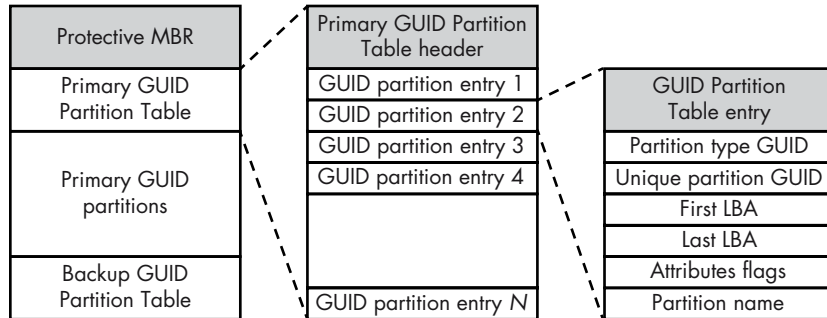 Protective MBR
Primary GUID
Partition Table
Primary GUID
partitions
Backup GUID
Partition Table
Primary GUID Partition
Table header
GUID partition entry 1
GUID partition entry 2
GUID partition entry 3
GUID partition entry 4
GUID partition entry N
GUID Partition
Table entry
Partition type GUID
Unique partition GUID
First LBA
Last LBA
Attributes flags
Partition name